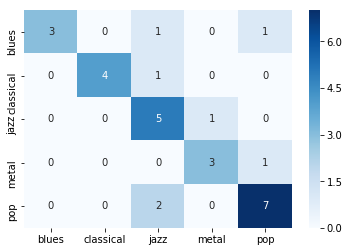 blues 3 0 1 0 1
classical 0 4 1 0 0
jazz 0 0 5 1 0
metal 0 0 0 3 1
pop 0 0 2 0 7
blues classical jazz metal pop
6.0
4.5
3.0
1.5
0.0